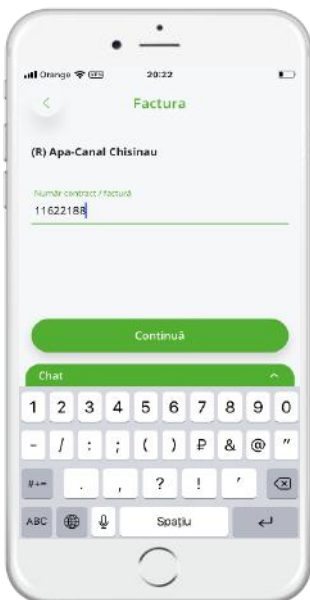 Orange VPN 20:22
Factura
(R) Apa-Canal Chisinau
Număr contract / factură
11622188
Continuă
Chat
1 2 3 4 5 6 7 8 9 0
- / : ; ( ) ₽ & @ "
#+= . , ? ! '
ABC Spațiu